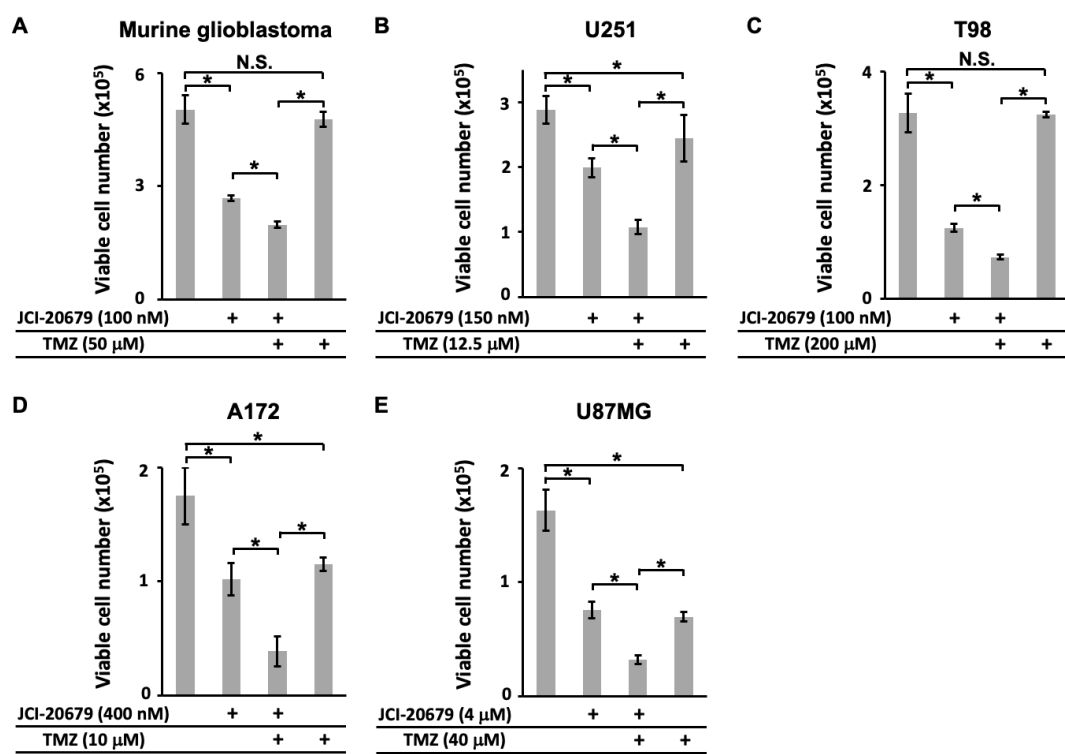 A Murine glioblastoma
N.S.
* * *
Viable cell number (x10⁵)
6
3
0
JCI-20679 (100 nM) + +
TMZ (50 μM) + +
B U251
* * * *
Viable cell number (x10⁵)
3
2
1
0
JCI-20679 (150 nM) + +
TMZ (12.5 μM) + +
C T98
N.S.
* * *
Viable cell number (x10⁵)
4
2
0
JCI-20679 (100 nM) + +
TMZ (200 μM) + +
D A172
* * * *
Viable cell number (x10⁵)
2
1
0
JCI-20679 (400 nM) + +
TMZ (10 μM) + +
E U87MG
* * * *
Viable cell number (x10⁵)
2
1
0
JCI-20679 (4 μM) + +
TMZ (40 μM) + +